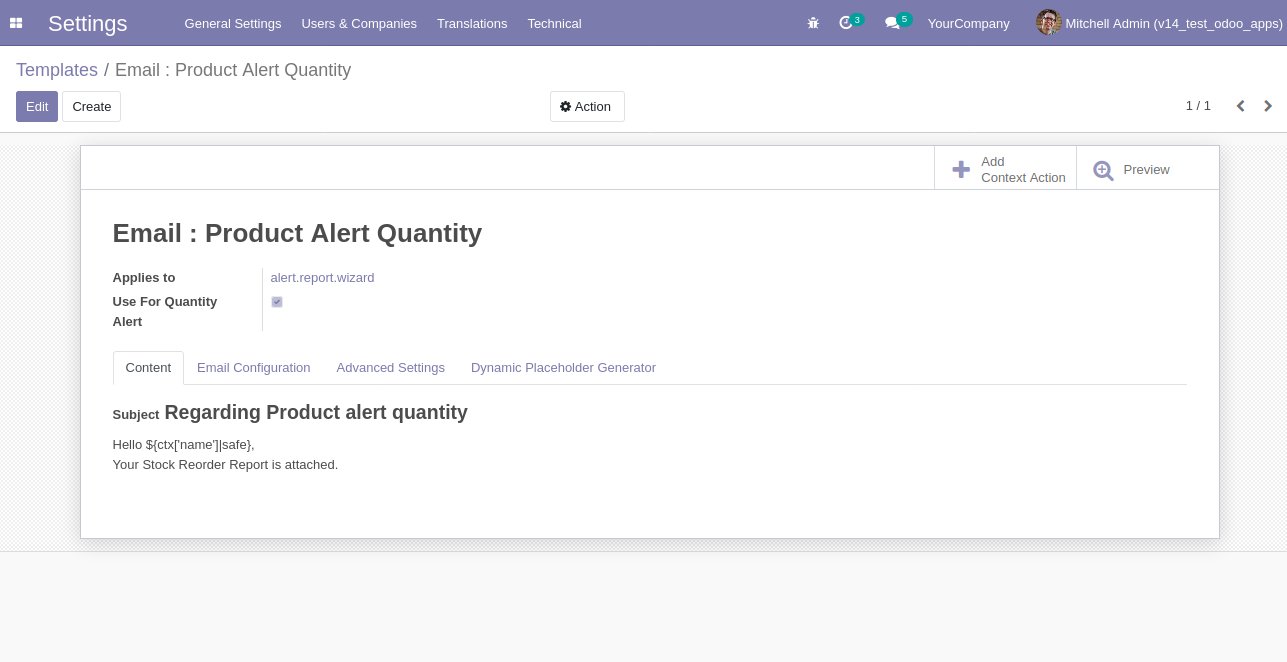 Settings General Settings Users & Companies Translations Technical 3 5 YourCompany Mitchell Admin (v14_test_odoo_apps)
Templates / Email : Product Alert Quantity
Edit Create Action 1 / 1
Add
Context Action
Preview
Email : Product Alert Quantity
Applies to alert.report.wizard
Use For Quantity
Alert
Content Email Configuration Advanced Settings Dynamic Placeholder Generator
Subject Regarding Product alert quantity
Hello ${ctx['name']|safe},
Your Stock Reorder Report is attached.